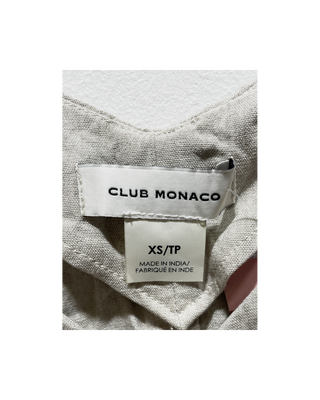 CLUB MONACO
XS/TP
MADE IN INDIA/
FABRIQUÉ EN INDE